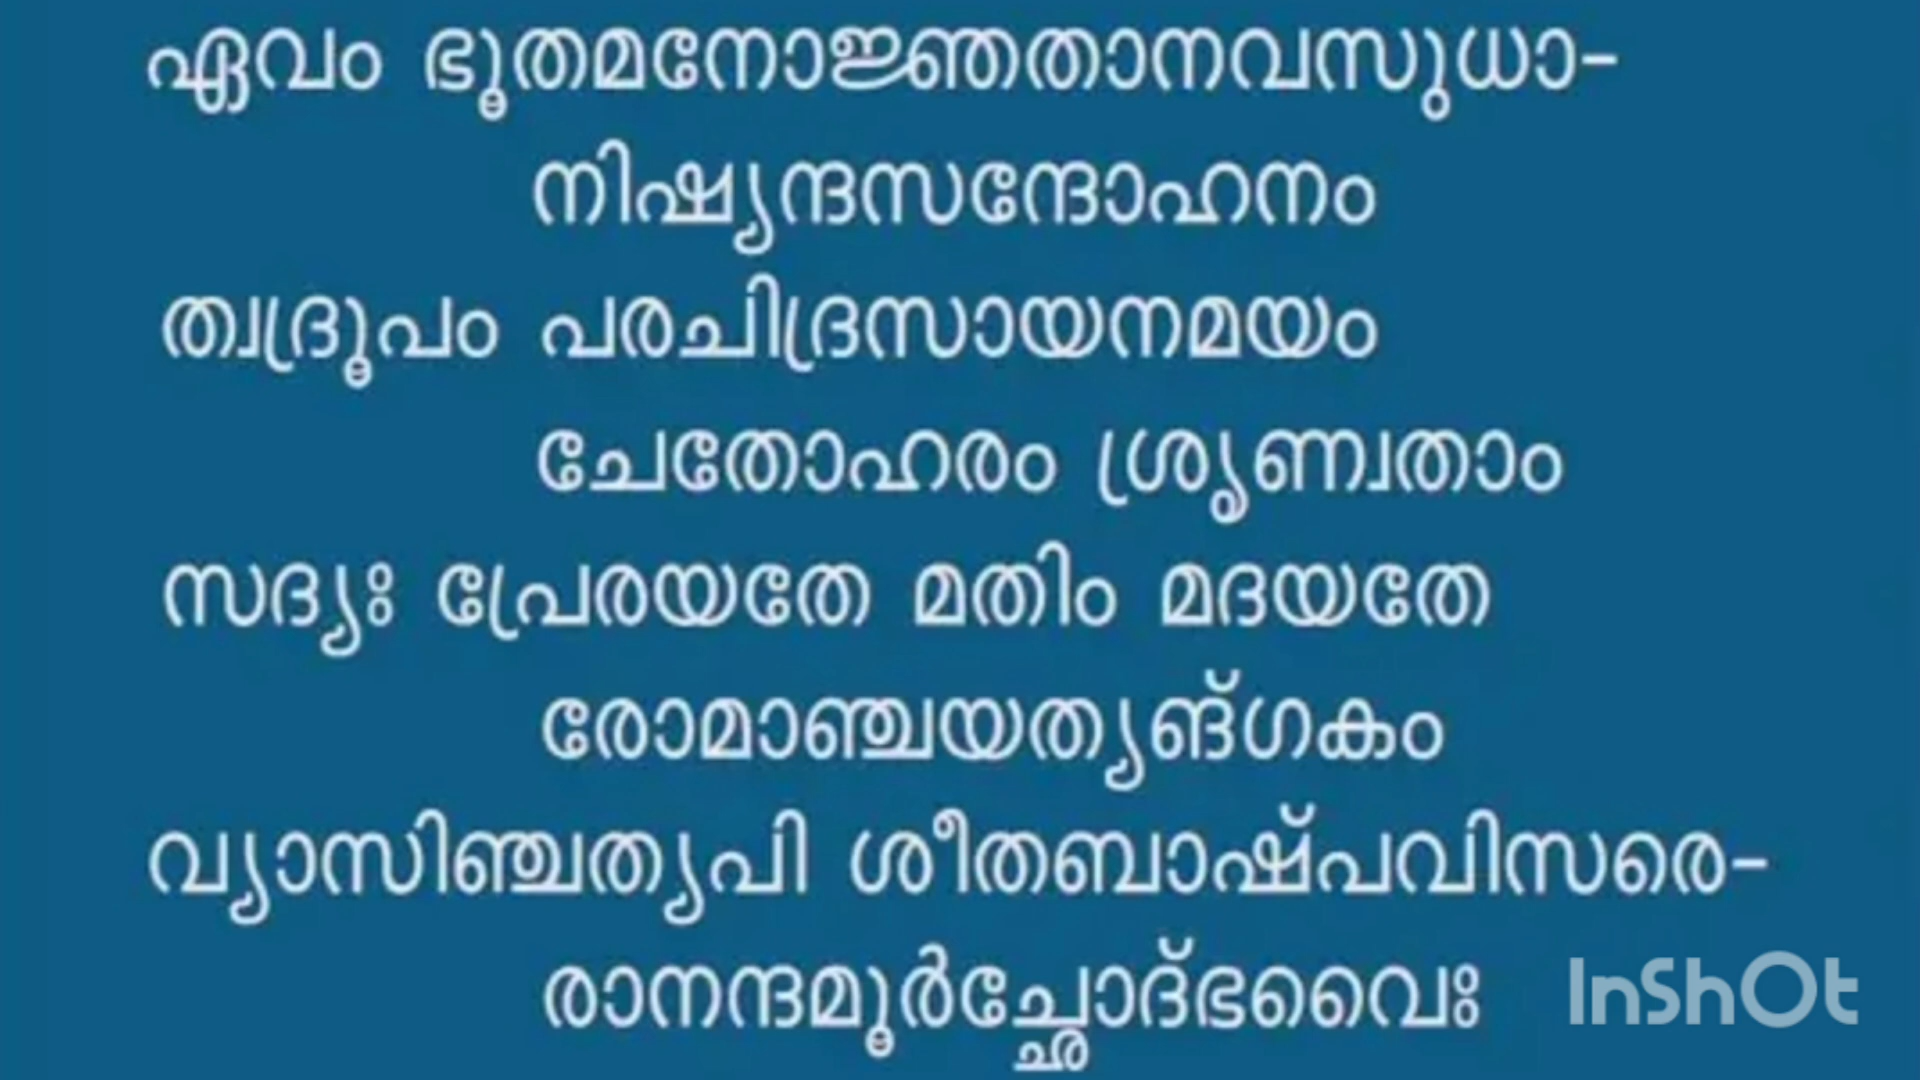 ഏവം ഭൂതമനോജ്ഞതാനവസുധാ-
നിഷ്യന്ദസന്ദോഹനം
ത്വദ്രൂപം പരചിദ്രസായനമയം
ചേതോഹരം ശ്രൃണ്വതാം
സദ്യഃ പ്രേരയതേ മതിം മദയതേ
രോമാഞ്ചയത്യങ്ഗകം
വ്യാസിഞ്ചത്യപി ശീതബാഷ്പവിസരെ-
രാനന്ദമൂർച്ഛോദ്ഭവൈഃ
InShOt